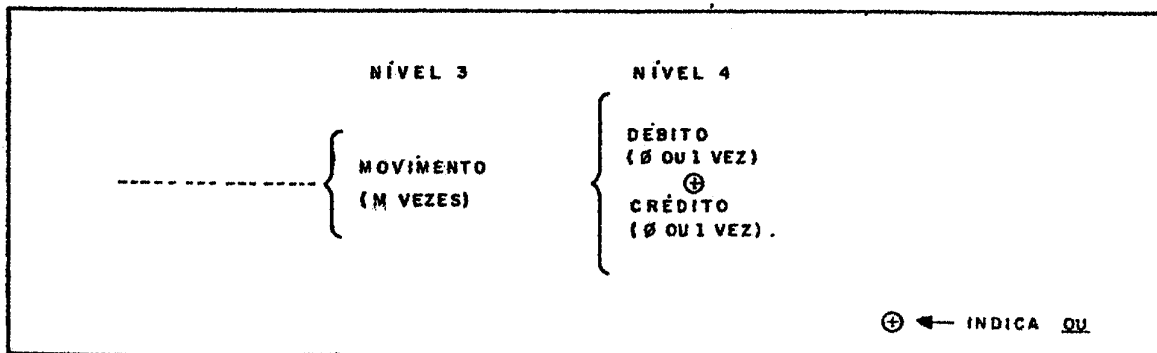 NÍVEL 3 NÍVEL 4
MOVIMENTO
(M VEZES)
DÉBITO
(Ø OU 1 VEZ)
⊕
CRÉDITO
(Ø OU 1 VEZ).
⊕ ← INDICA OU